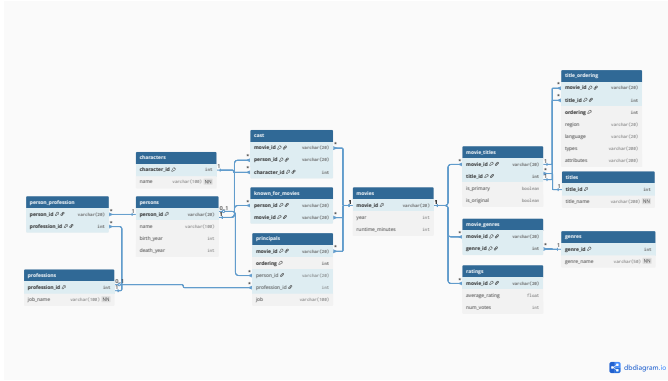 title_ordering
movie_id varchar(20)
title_id int
ordering int
region varchar(20)
language varchar(20)
types varchar(200)
attributes varchar(200)
cast
movie_id varchar(20)
person_id varchar(20)
character_id int
characters
character_id int
name varchar(100) NN
movie_titles
movie_id varchar(20)
title_id int
is_primary boolean
is_original boolean
titles
title_id int
title_name varchar(200) NN
person_profession
person_id varchar(20)
profession_id int
persons
person_id varchar(20)
name varchar(100)
birth_year int
death_year int
known_for_movies
person_id varchar(20)
movie_id varchar(20)
movies
movie_id varchar(20)
year int
runtime_minutes int
principals
movie_id varchar(20)
ordering int
person_id varchar(20)
profession_id int
job varchar(100)
movie_genres
movie_id varchar(20)
genre_id int
genres
genre_id int
genre_name varchar(50) NN
professions
profession_id int
job_name varchar(100) NN
ratings
movie_id varchar(20)
average_rating float
num_votes int
dbdiagram.io